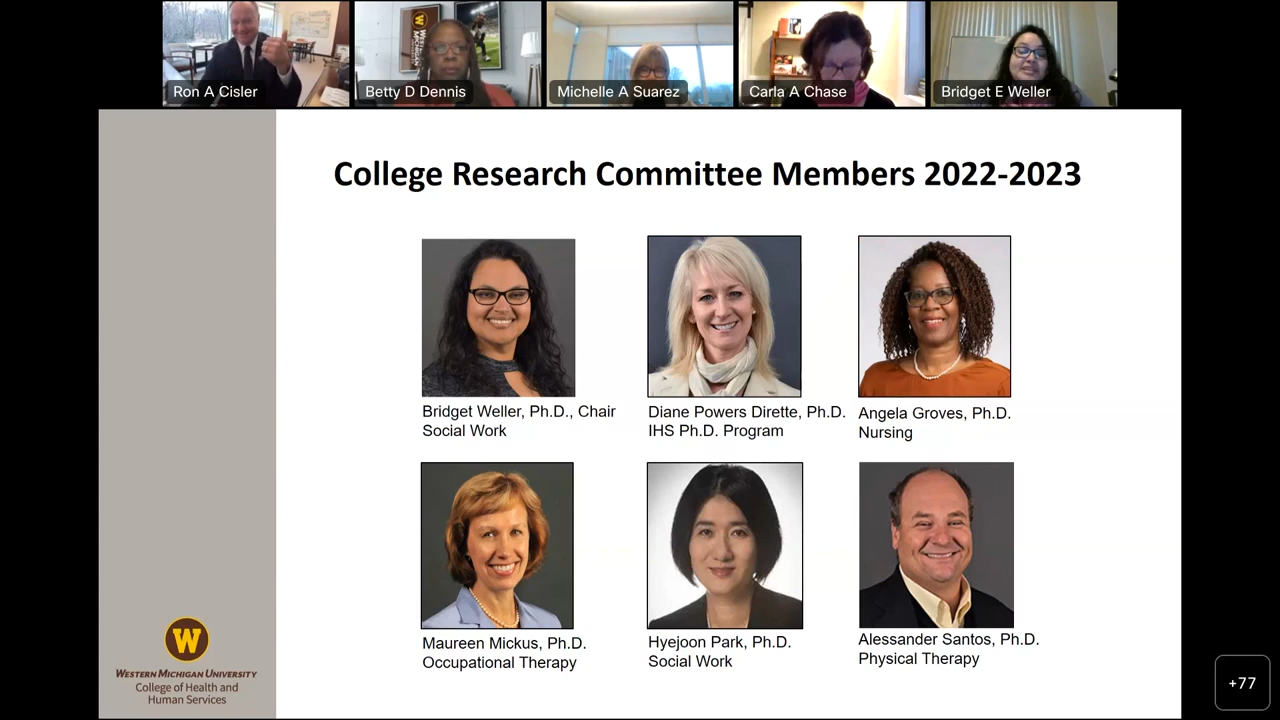 Ron A Cisler
Betty D Dennis
Michelle A Suarez
Carla A Chase
Bridget E Weller
W
WESTERN
MICHIGAN
College Research Committee Members 2022-2023
Bridget Weller, Ph.D., Chair
Social Work
Diane Powers Dirette, Ph.D.
IHS Ph.D. Program
Angela Groves, Ph.D.
Nursing
Maureen Mickus, Ph.D.
Occupational Therapy
Hyejoon Park, Ph.D.
Social Work
Alessander Santos, Ph.D.
Physical Therapy
W
WESTERN MICHIGAN UNIVERSITY
College of Health and
Human Services
+77